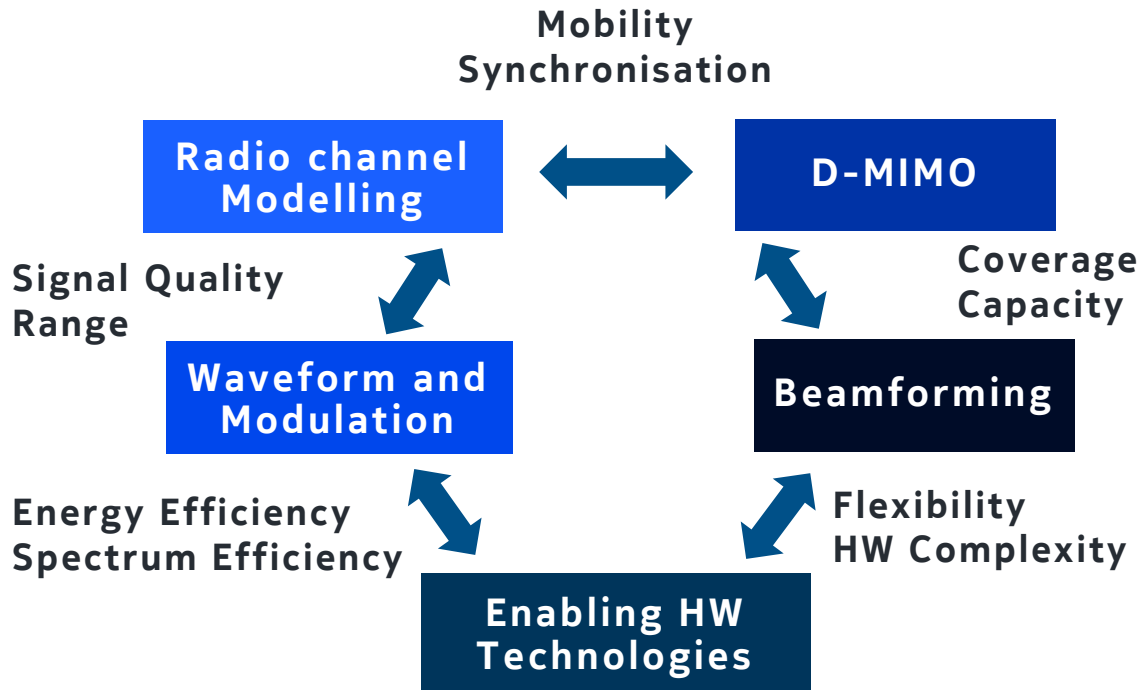 Mobility
Synchronisation
Radio channel
Modelling
D-MIMO
Signal Quality
Range
Coverage
Capacity
Waveform and
Modulation
Beamforming
Energy Efficiency
Spectrum Efficiency
Flexibility
HW Complexity
Enabling HW
Technologies